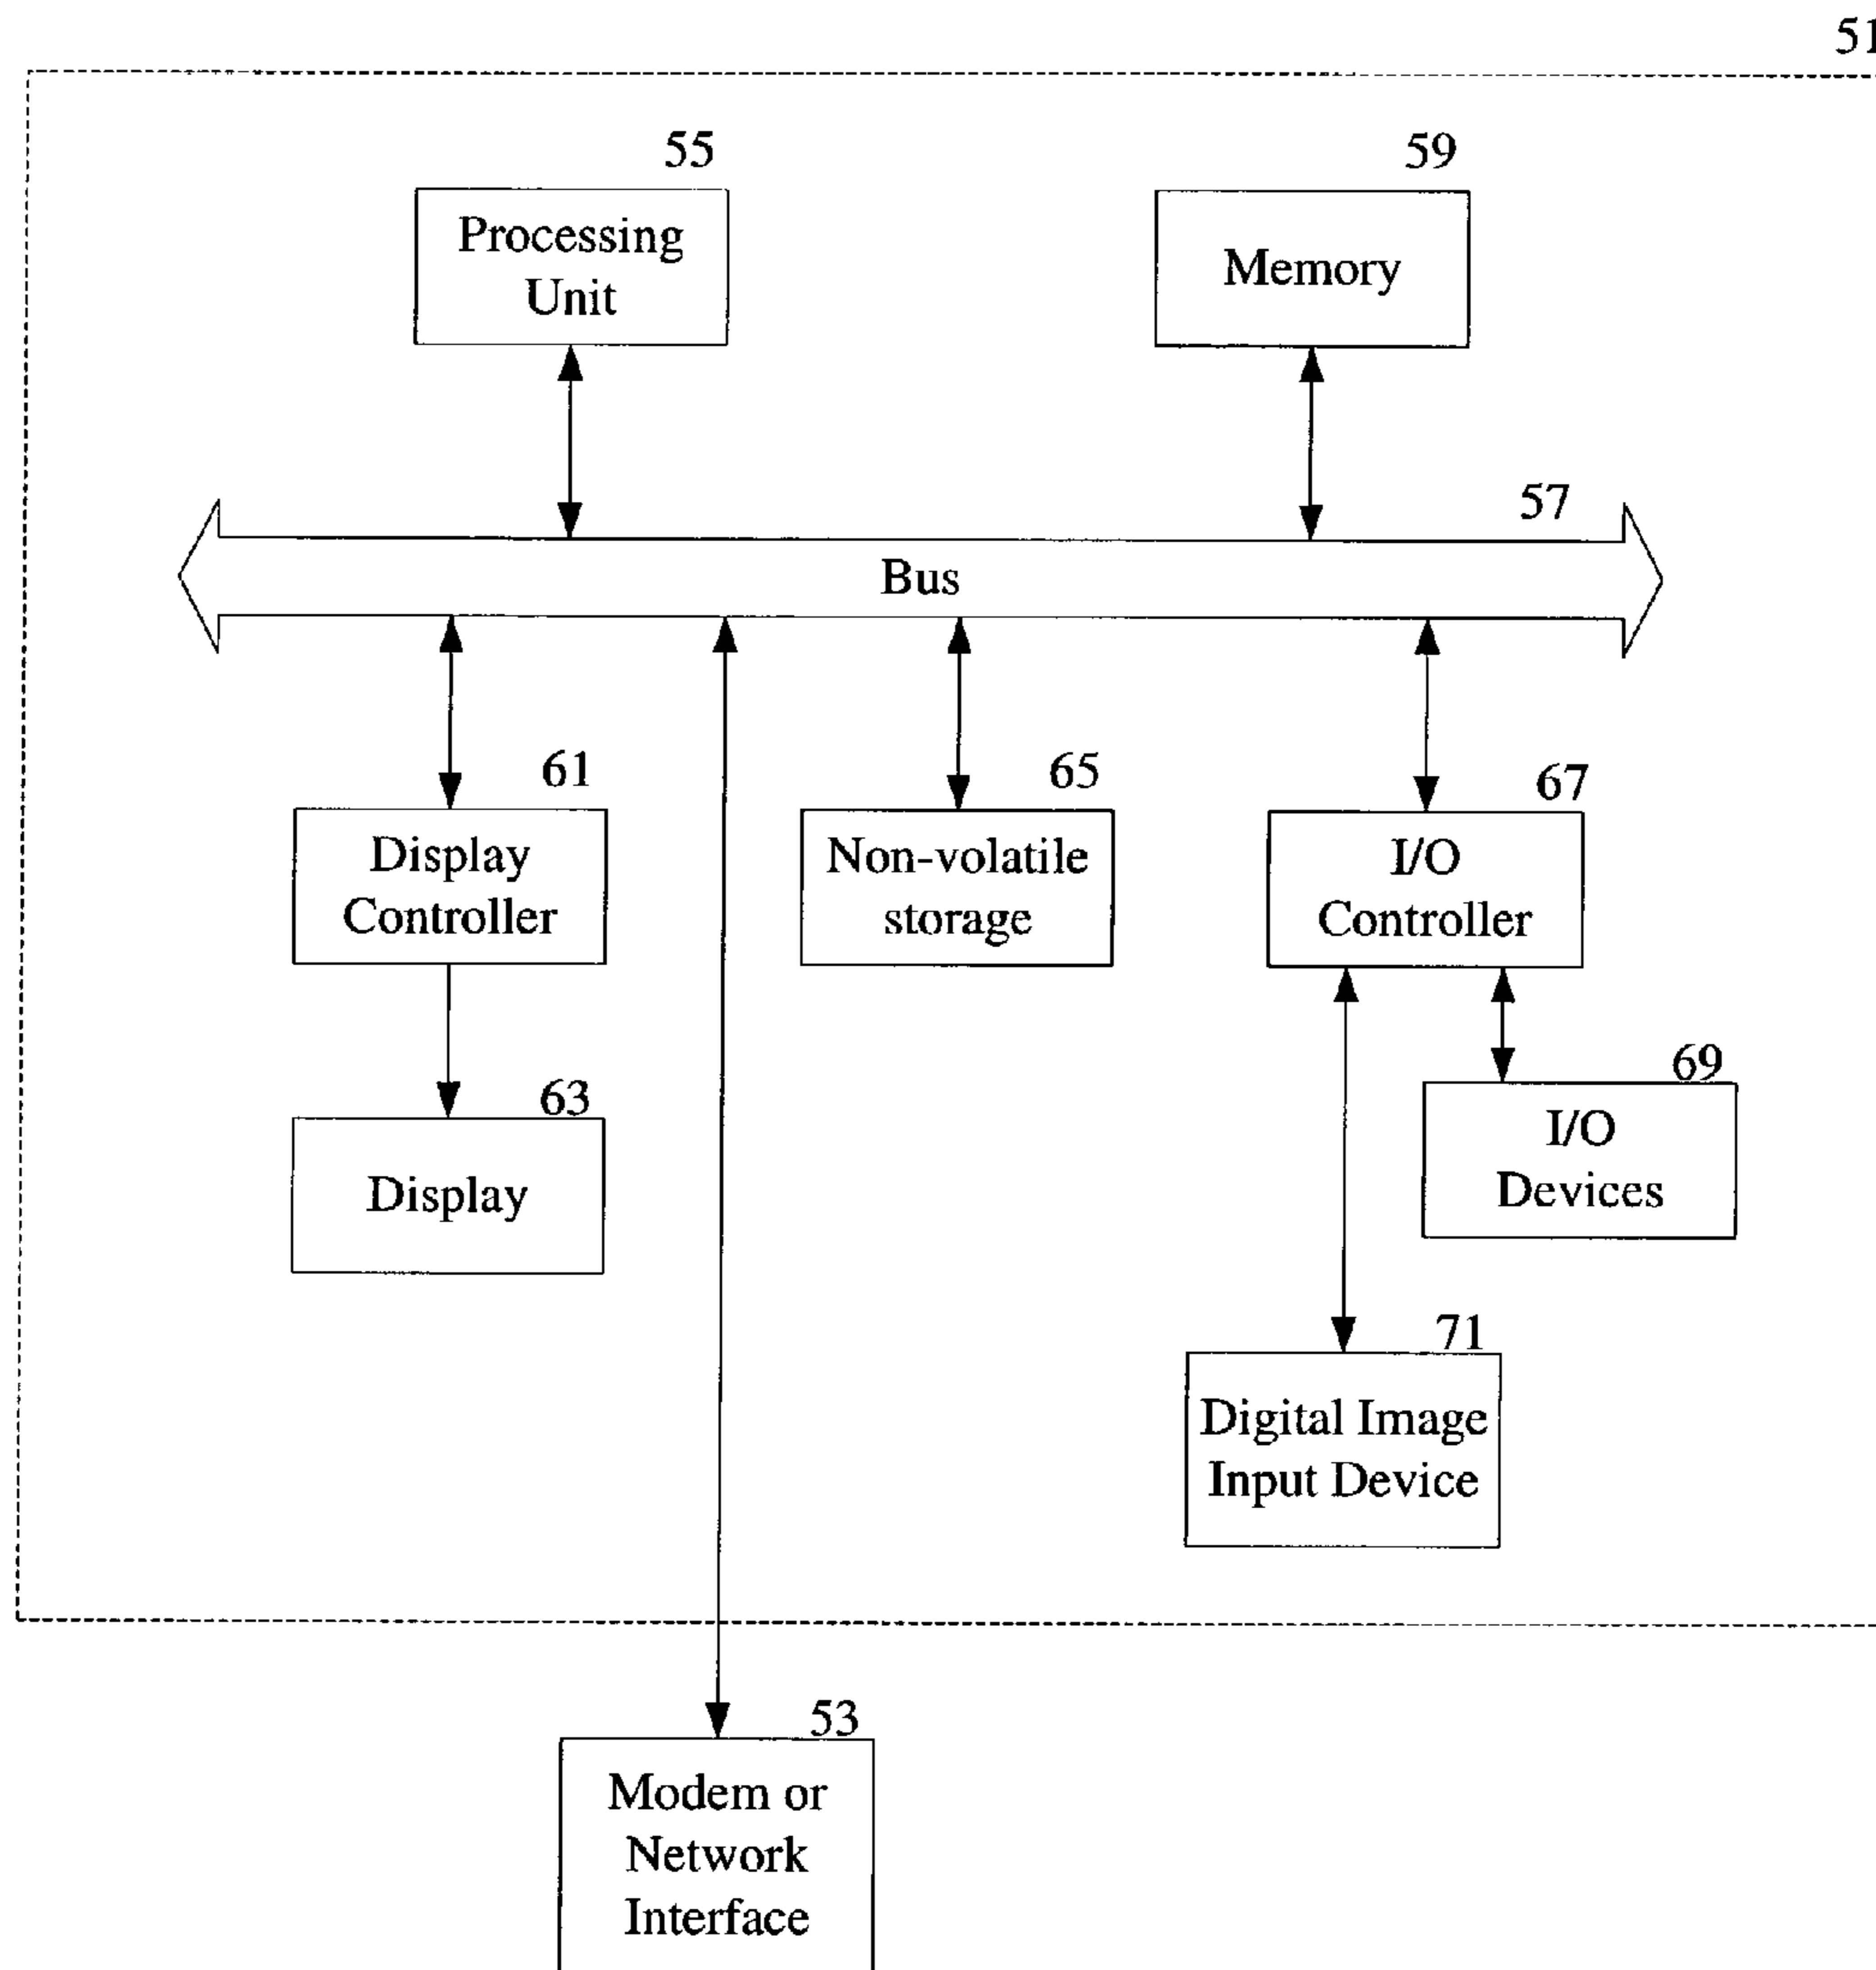 51
55
59
Processing
Unit
Memory
57
Bus
61
65
67
Display
Controller
Non-volatile
storage
I/O
Controller
63
69
Display
I/O
Devices
71
Digital Image
Input Device
53
Modem or
Network
Interface